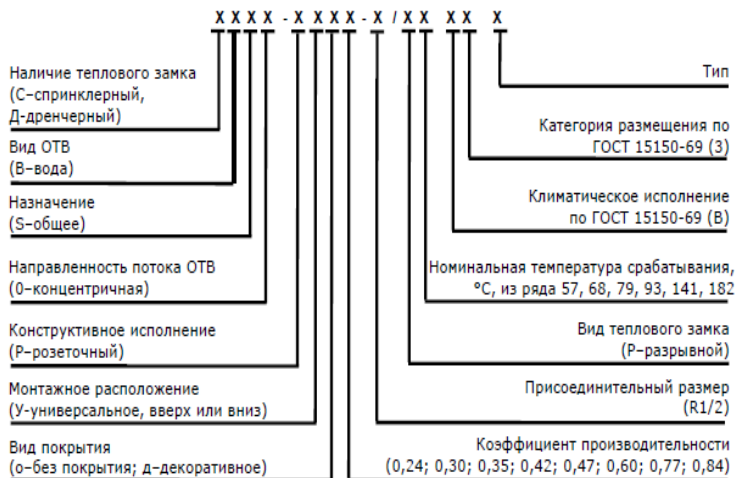 X X X X - X X X X - X / X X X X X
Наличие теплового замка
(С–спринклерный,
Д-дренчерный)
Вид ОТВ
(В–вода)
Назначение
(S–общее)
Направленность потока ОТВ
(0–концентричная)
Конструктивное исполнение
(Р–розеточный)
Монтажное расположение
(У-универсальное, вверх или вниз)
Вид покрытия
(о–без покрытия; д–декоративное)
Тип
Категория размещения по
ГОСТ 15150-69 (3)
Климатическое исполнение
по ГОСТ 15150-69 (В)
Номинальная температура срабатывания,
°С, из ряда 57, 68, 79, 93, 141, 182
Вид теплового замка
(Р–разрывной)
Присоединительный размер
(R1/2)
Коэффициент производительности
(0,24; 0,30; 0,35; 0,42; 0,47; 0,60; 0,77; 0,84)